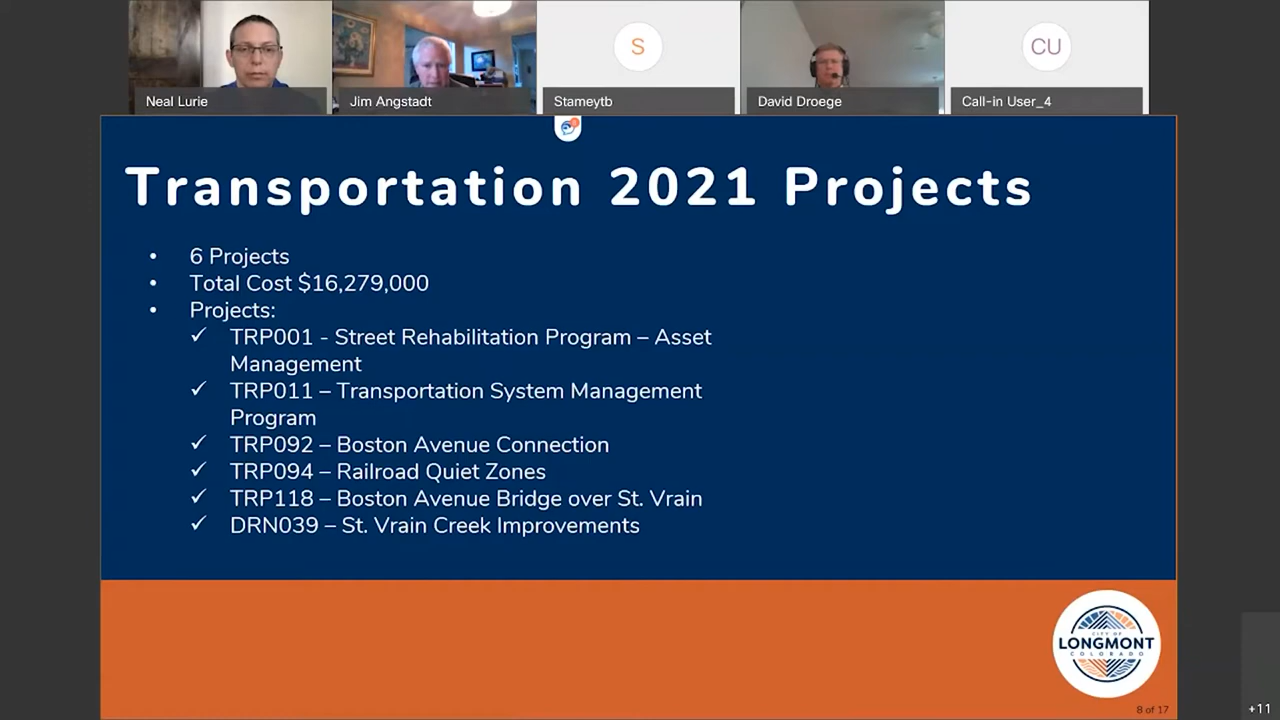 S
CU
Neal Lurie
Jim Angstadt
Stameytb
David Droege
Call-in User_4
Transportation 2021 Projects
• 6 Projects
• Total Cost $16,279,000
• Projects:
✓ TRP001 - Street Rehabilitation Program – Asset
Management
✓ TRP011 – Transportation System Management
Program
✓ TRP092 – Boston Avenue Connection
✓ TRP094 – Railroad Quiet Zones
✓ TRP118 – Boston Avenue Bridge over St. Vrain
✓ DRN039 – St. Vrain Creek Improvements
CITY OF
LONGMONT
COLORADO
8 of 17
+11